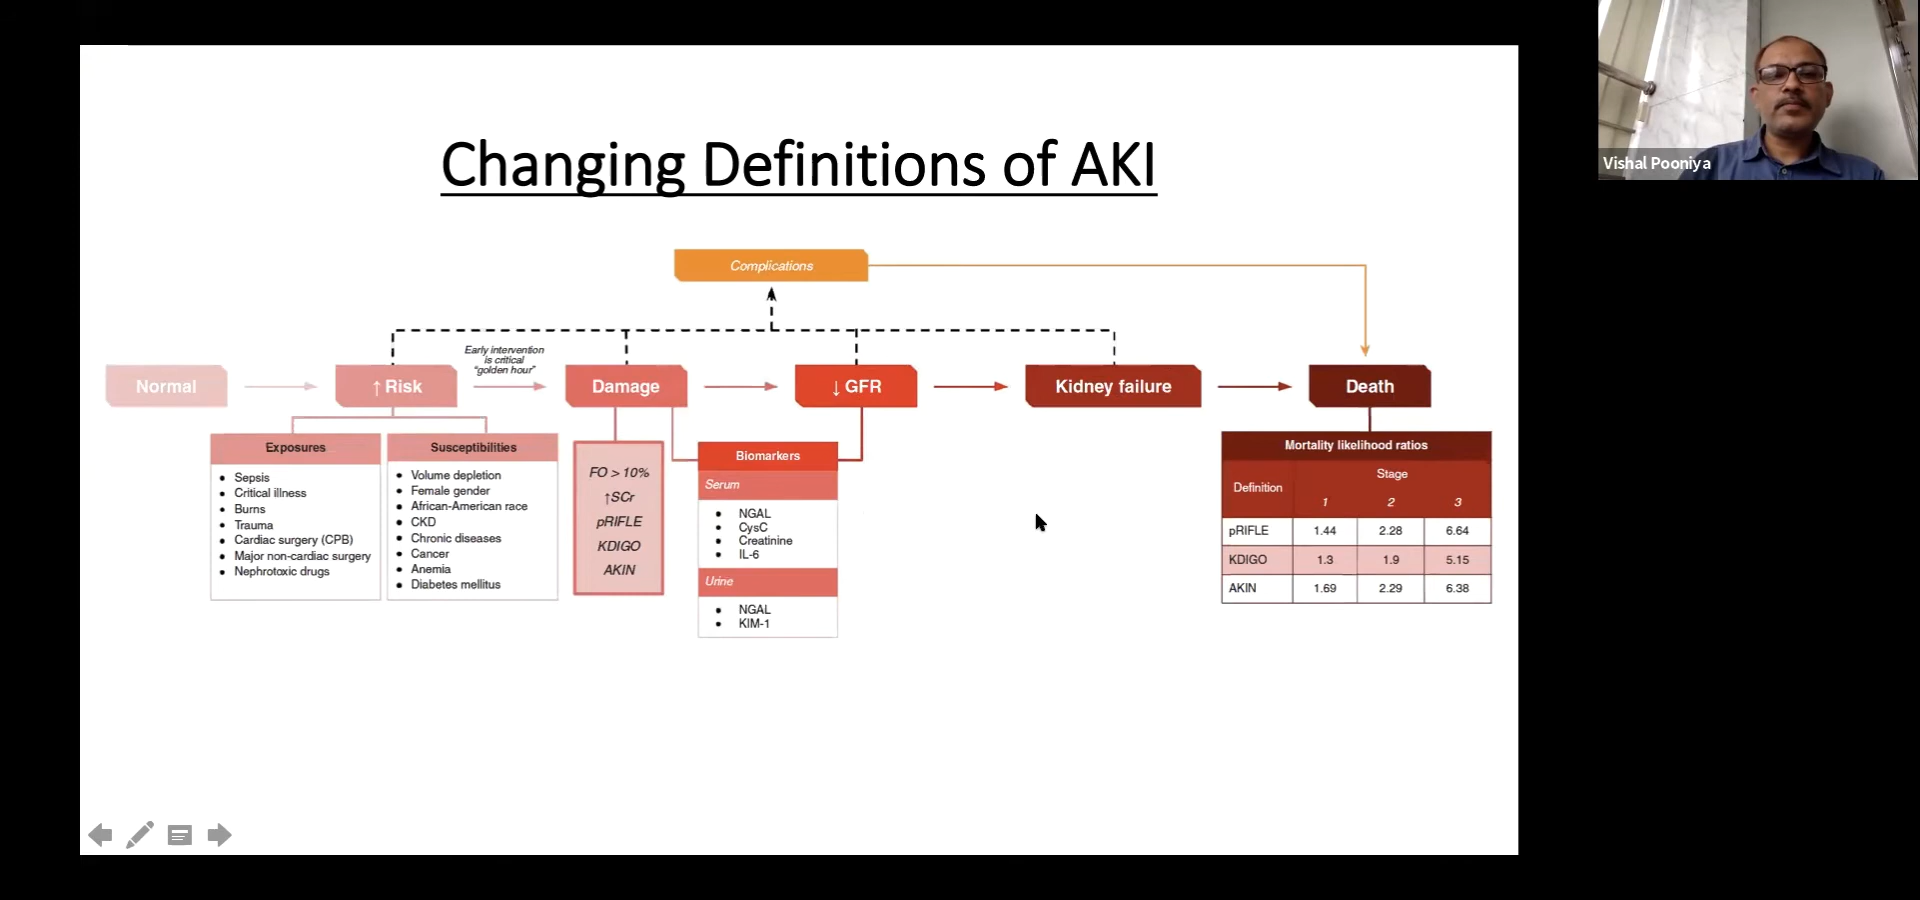 Vishal Pooniya
Changing Definitions of AKI
Complications
Early intervention
is critical
"golden hour"
Normal
↑ Risk
Damage
↓ GFR
Kidney failure
Death
Exposures
• Sepsis
• Critical illness
• Burns
• Trauma
• Cardiac surgery (CPB)
• Major non-cardiac surgery
• Nephrotoxic drugs
Susceptibilities
• Volume depletion
• Female gender
• African-American race
• CKD
• Chronic diseases
• Cancer
• Anemia
• Diabetes mellitus
FO > 10%
↑SCr
pRIFLE
KDIGO
AKIN
Biomarkers
Serum
• NGAL
• CysC
• Creatinine
• IL-6
Urine
• NGAL
• KIM-1
Mortality likelihood ratios
Definition
Stage
1 2 3
pRIFLE 1.44 2.28 6.64
KDIGO 1.3 1.9 5.15
AKIN 1.69 2.29 6.38